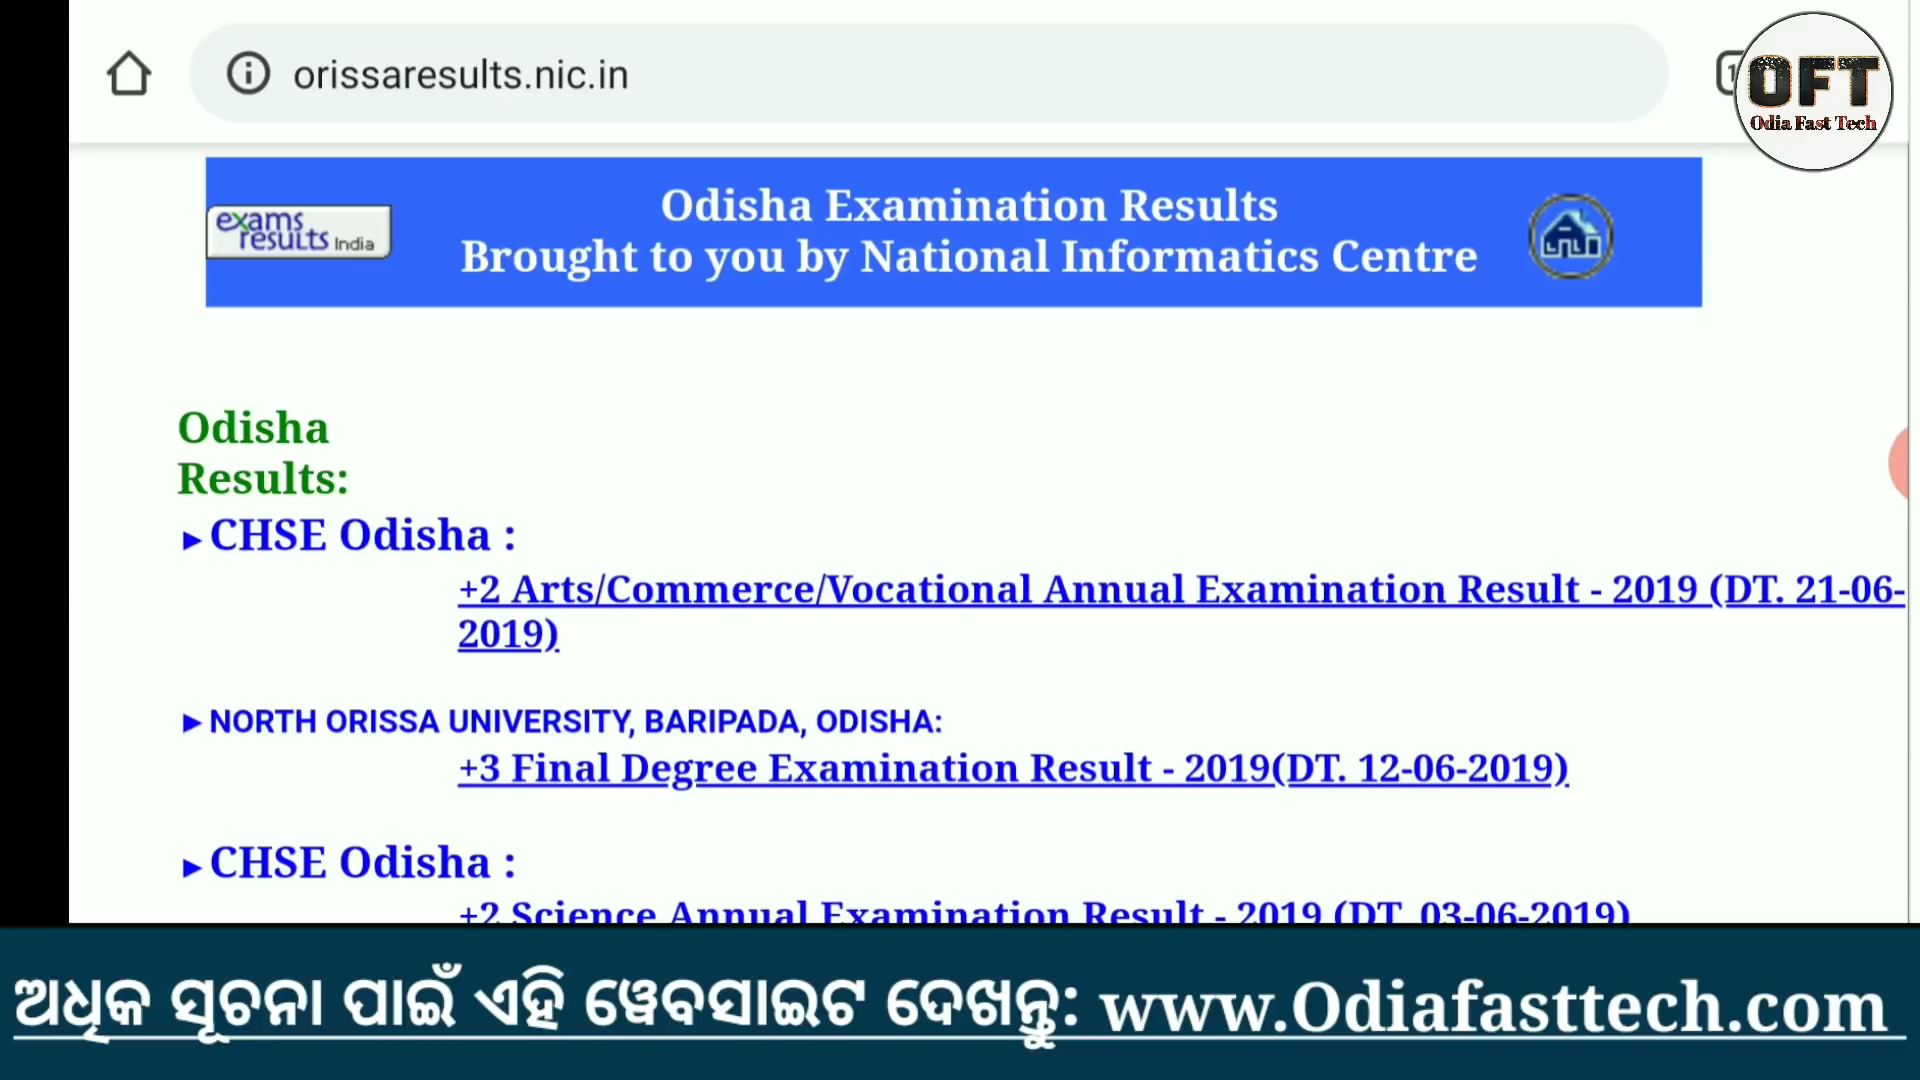 orissaresults.nic.in
OFT
Odia Fast Tech
exams
results India
Odisha Examination Results
Brought to you by National Informatics Centre
Odisha
Results:
►CHSE Odisha :
+2 Arts/Commerce/Vocational Annual Examination Result - 2019 (DT. 21-06-
2019)
►NORTH ORISSA UNIVERSITY, BARIPADA, ODISHA:
+3 Final Degree Examination Result - 2019(DT. 12-06-2019)
►CHSE Odisha :
+2 Science Annual Examination Result - 2019 (DT. 03-06-2019)
ଅଧିକ ସୂଚନା ପାଇଁ ଏହି ୱେବସାଇଟ ଦେଖନ୍ତୁ: www.Odiafasttech.com